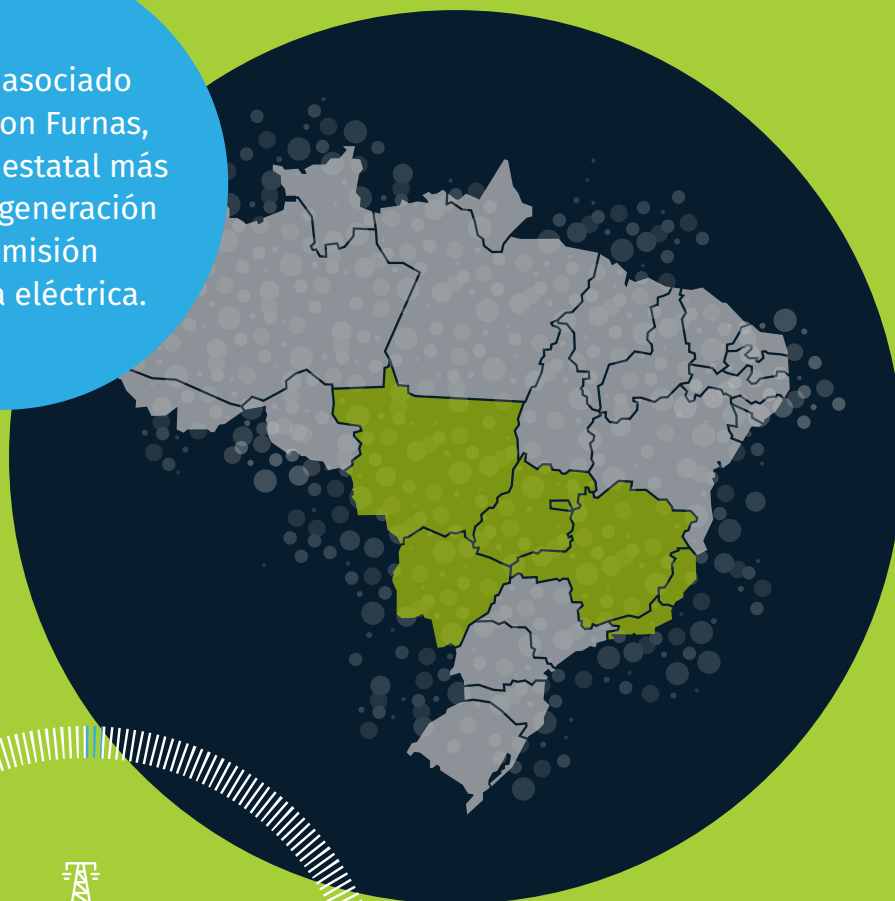 asociado
on Furnas,
estatal más
generación
misión
a eléctrica.